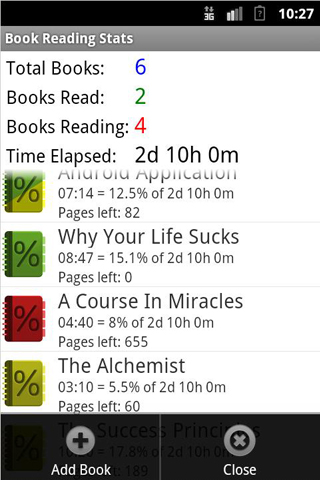 3G
10:27
Book Reading Stats
Total Books: 6
Books Read: 2
Books Reading: 4
Time Elapsed: 2d 10h 0m
Android Application
07:14 = 12.5% of 2d 10h 0m
Pages left: 82
%
Why Your Life Sucks
08:47 = 15.1% of 2d 10h 0m
Pages left: 0
%
A Course In Miracles
04:40 = 8% of 2d 10h 0m
Pages left: 655
%
The Alchemist
03:10 = 5.5% of 2d 10h 0m
Pages left: 60
%
The Success Principles
10:20 = 17.8% of 2d 10h 0m
Pages left: 189
Add Book
Close